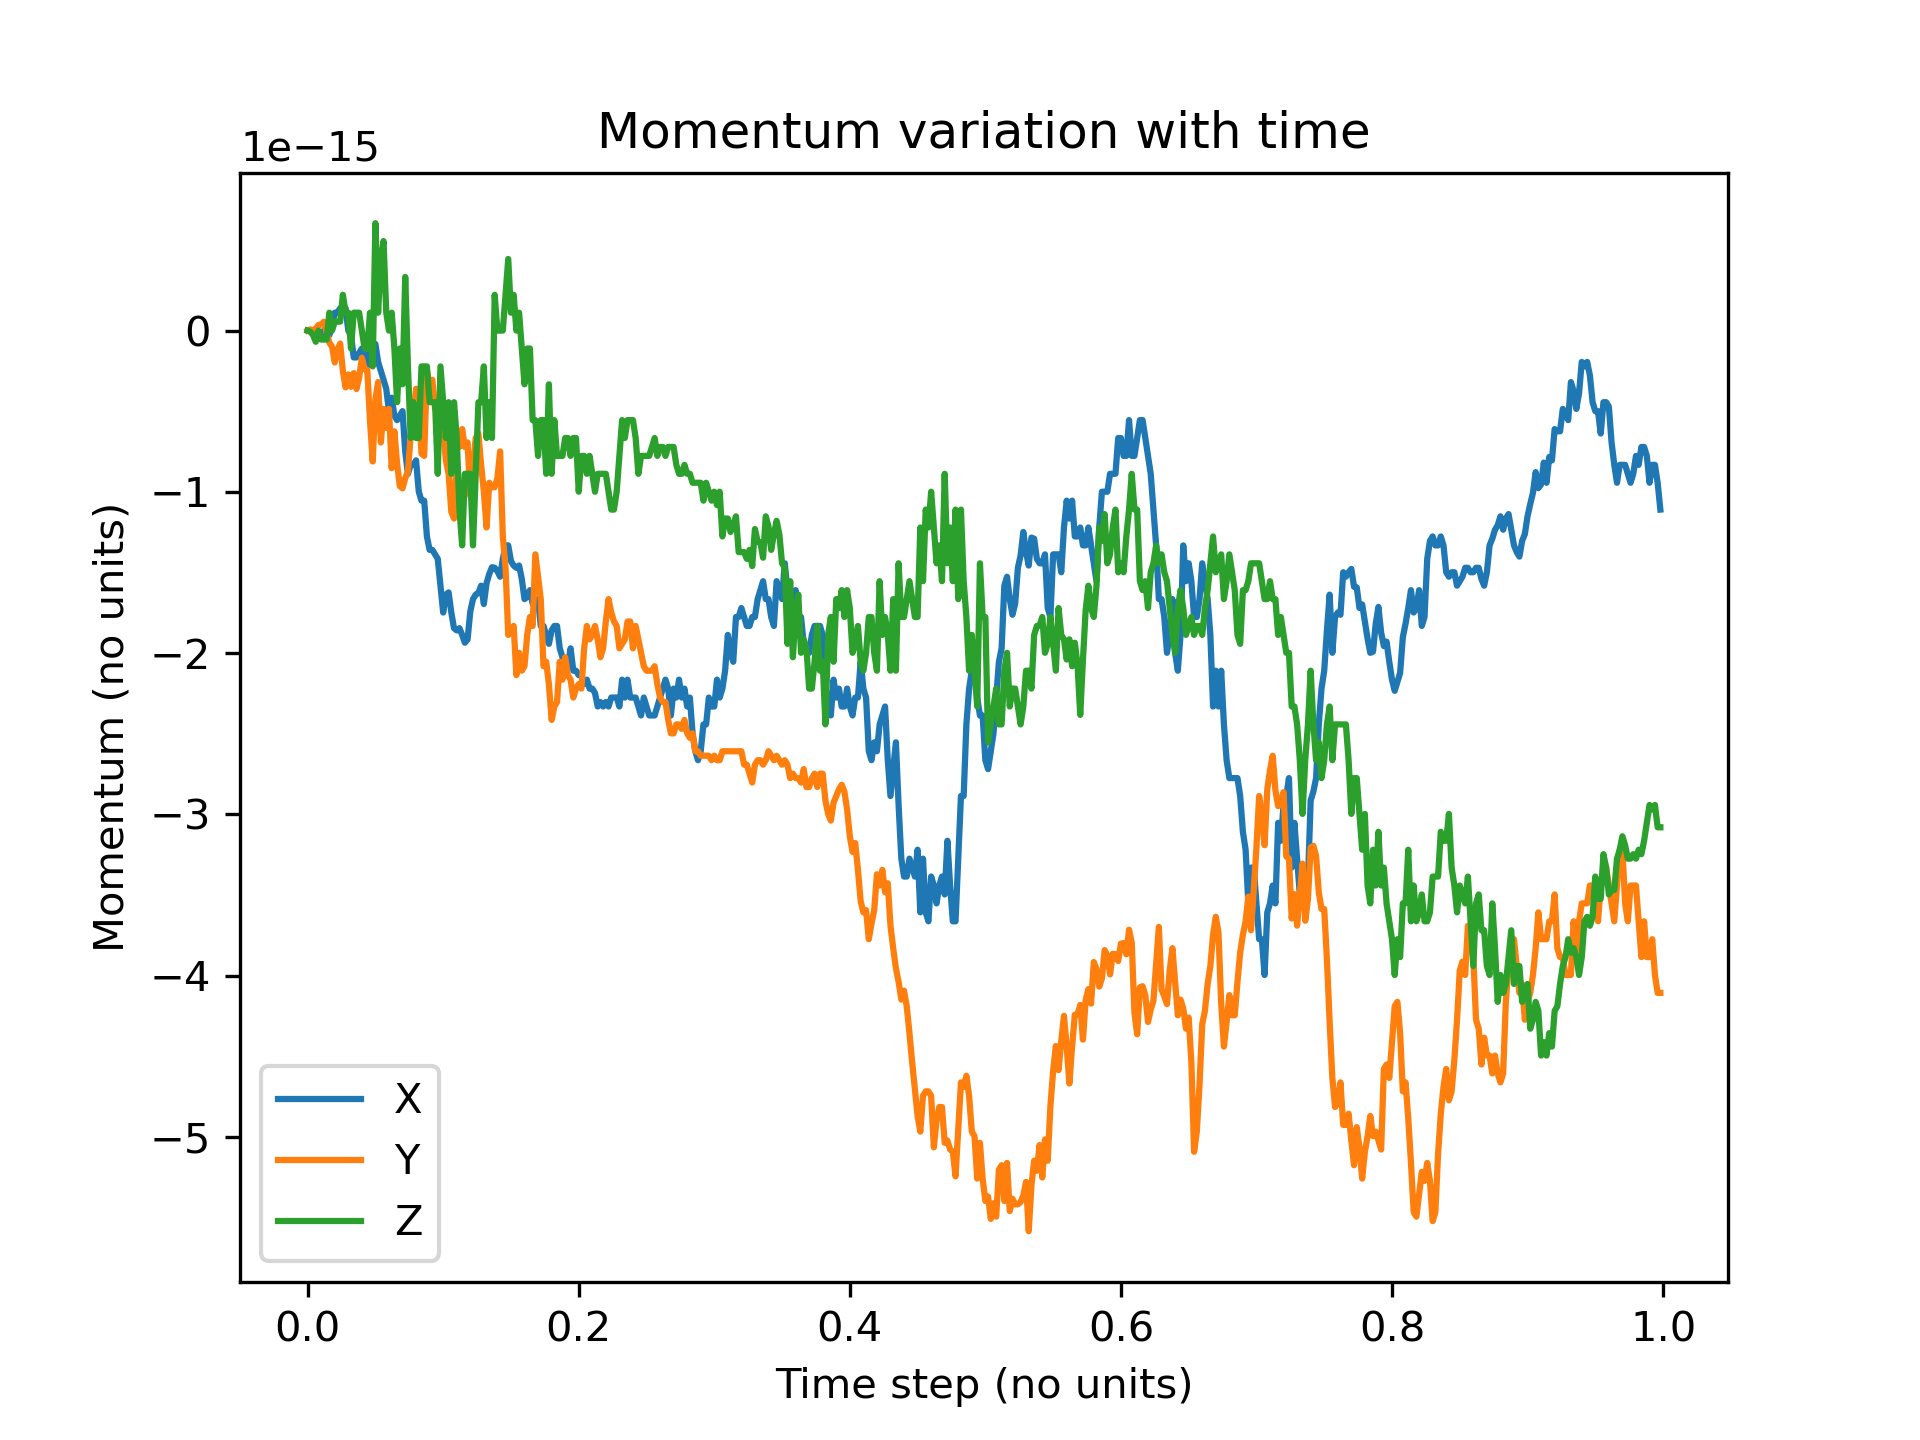 Momentum variation with time
1e−15
0
−1
−2
−3
−4
−5
Momentum (no units)
X
Y
Z
0.0 0.2 0.4 0.6 0.8 1.0
Time step (no units)